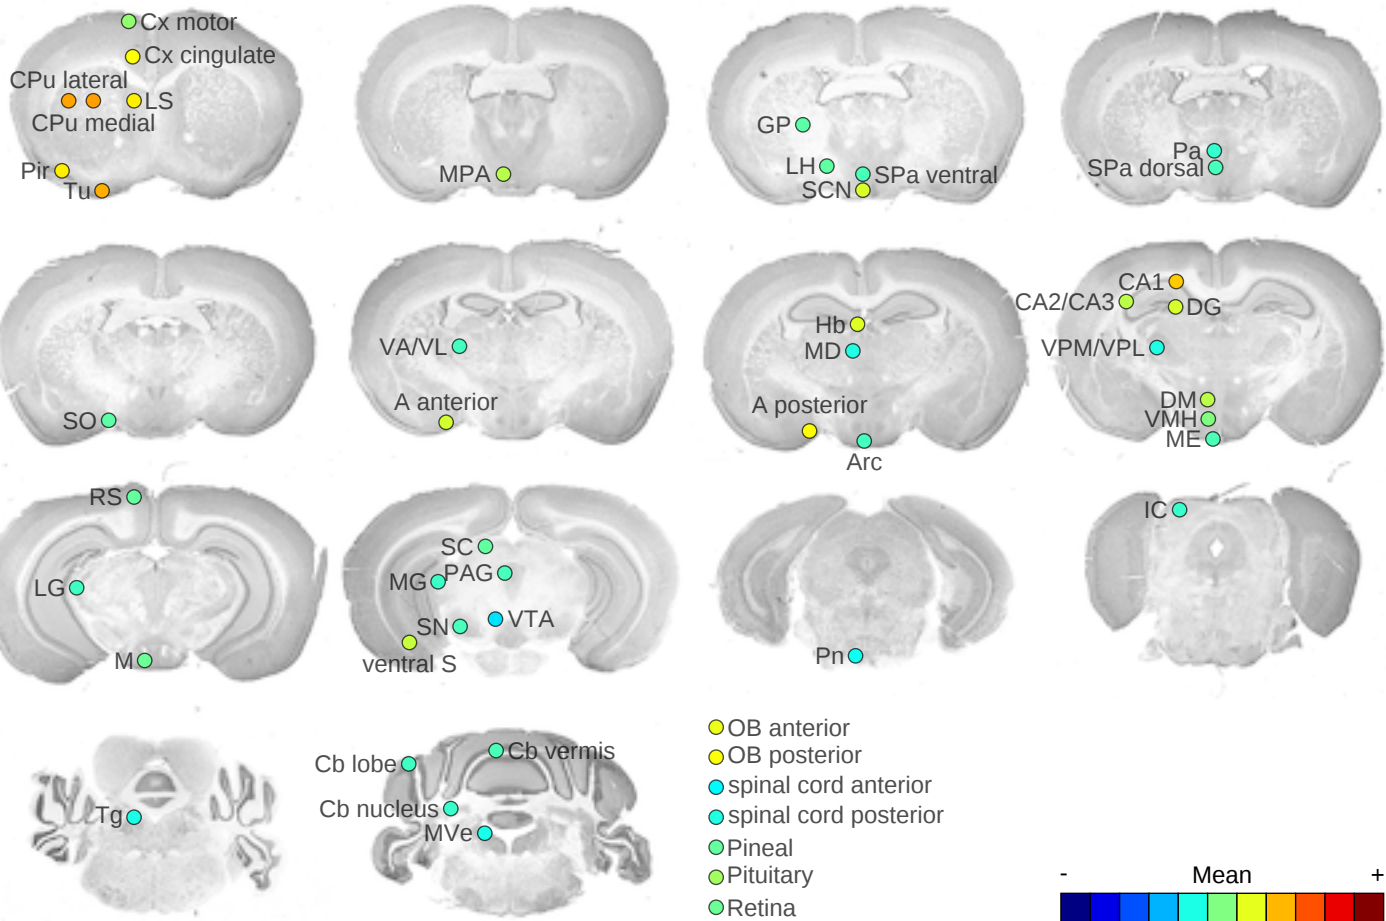 Cx motor
Cx cingulate
CPu lateral
LS
CPu medial
Pir
Tu
MPA
GP
LH
SPa ventral
SCN
Pa
SPa dorsal
SO
VA/VL
A anterior
Hb
MD
A posterior
Arc
CA1
CA2/CA3
DG
VPM/VPL
DM
VMH
ME
RS
LG
M
SC
MG
PAG
SN
VTA
ventral S
Pn
IC
Tg
Cb lobe
Cb vermis
Cb nucleus
MVe
OB anterior
OB posterior
spinal cord anterior
spinal cord posterior
Pineal
Pituitary
Retina
- Mean +